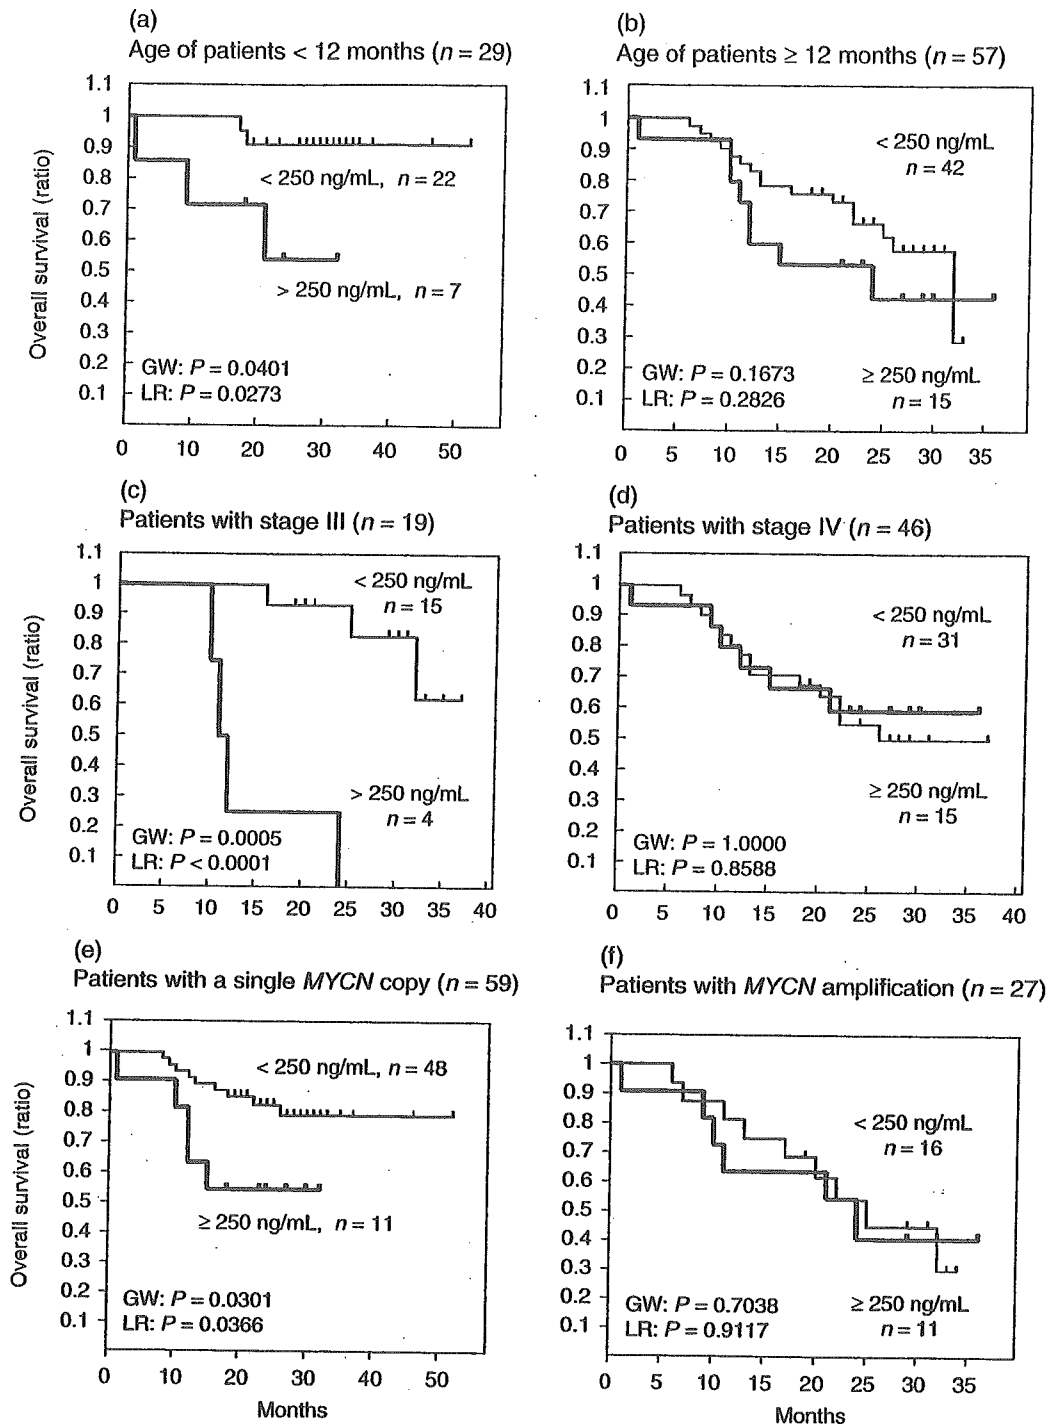 (a)
Age of patients < 12 months (n = 29)
1.1
1
0.9
0.8
0.7
0.6
0.5
0.4
0.3
0.2
0.1
Overall survival (ratio)
< 250 ng/mL, n = 22
> 250 ng/mL, n = 7
GW: P = 0.0401
LR: P = 0.0273
0 10 20 30 40 50
(b)
Age of patients ≥ 12 months (n = 57)
1.1
1
0.9
0.8
0.7
0.6
0.5
0.4
0.3
0.2
0.1
< 250 ng/mL
n = 42
GW: P = 0.1673
LR: P = 0.2826
≥ 250 ng/mL
n = 15
0 5 10 15 20 25 30 35
(c)
Patients with stage III (n = 19)
1.1
1
0.9
0.8
0.7
0.6
0.5
0.4
0.3
0.2
0.1
Overall survival (ratio)
< 250 ng/mL
n = 15
> 250 ng/mL
n = 4
GW: P = 0.0005
LR: P < 0.0001
0 5 10 15 20 25 30 35 40
(d)
Patients with stage IV (n = 46)
1.1
1
0.9
0.8
0.7
0.6
0.5
0.4
0.3
0.2
0.1
< 250 ng/mL
n = 31
≥ 250 ng/mL
n = 15
GW: P = 1.0000
LR: P = 0.8588
0 5 10 15 20 25 30 35 40
(e)
Patients with a single MYCN copy (n = 59)
1.1
1
0.9
0.8
0.7
0.6
0.5
0.4
0.3
0.2
0.1
Overall survival (ratio)
< 250 ng/mL, n = 48
≥ 250 ng/mL, n = 11
GW: P = 0.0301
LR: P = 0.0366
0 10 20 30 40 50
Months
(f)
Patients with MYCN amplification (n = 27)
1.1
1
0.9
0.8
0.7
0.6
0.5
0.4
0.3
0.2
0.1
< 250 ng/mL
n = 16
GW: P = 0.7038
LR: P = 0.9117
≥ 250 ng/mL
n = 11
0 5 10 15 20 25 30 35
Months